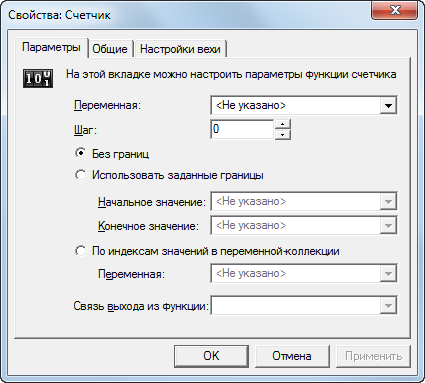 Свойства: Счетчик
Параметры Общие Настройки вехи
На этой вкладке можно настроить параметры функции счетчика
Переменная: <Не указано>
Шаг: 0
Без границ
Использовать заданные границы
Начальное значение: <Не указано>
Конечное значение: <Не указано>
По индексам значений в переменной-коллекции
Переменная: <Не указано>
Связь выхода из функции:
OK Отмена Применить